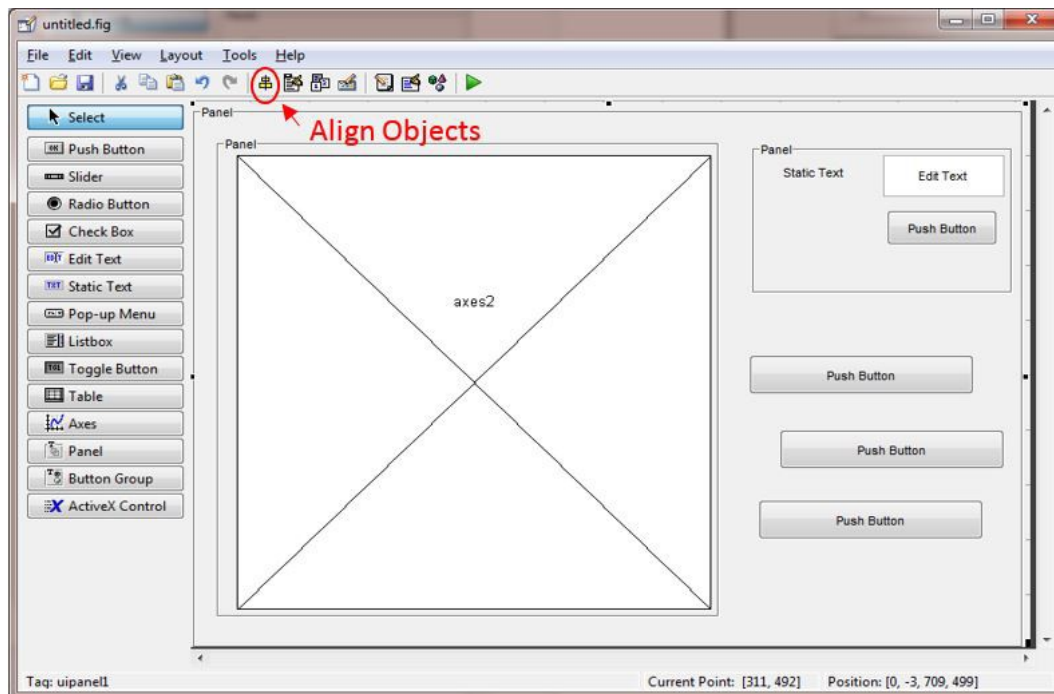 untitled.fig
File Edit View Layout Tools Help
Align Objects
Select
Push Button
Slider
Radio Button
Check Box
Edit Text
Static Text
Pop-up Menu
Listbox
Toggle Button
Table
Axes
Panel
Button Group
ActiveX Control
Panel
Panel
axes2
Panel
Static Text
Edit Text
Push Button
Push Button
Push Button
Push Button
Tag: uipanel1
Current Point: [311, 492]
Position: [0, -3, 709, 499]